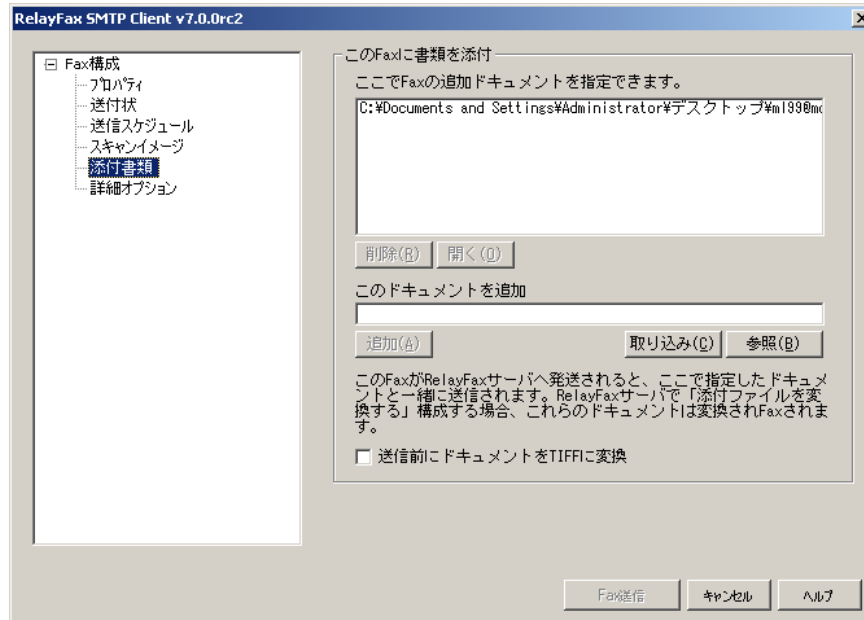 RelayFax SMTP Client v7.0.0rc2
Fax構成
プロパティ
送付状
送信スケジュール
スキャンイメージ
添付書類
詳細オプション
このFaxに書類を添付
ここでFaxの追加ドキュメントを指定できます。
C:¥Documents and Settings¥Administrator¥デスクトップ¥ml99@mc
削除(R) 開く(O)
このドキュメントを追加
追加(A) 取り込み(C) 参照(B)
このFaxがRelayFaxサーバへ発送されると、ここで指定したドキュメ
ントと一緒に送信されます。RelayFaxサーバで「添付ファイルを変
換する」構成する場合、これらのドキュメントは変換されFaxされま
す。
送信前にドキュメントをTIFFに変換
Fax送信 キャンセル ヘルプ